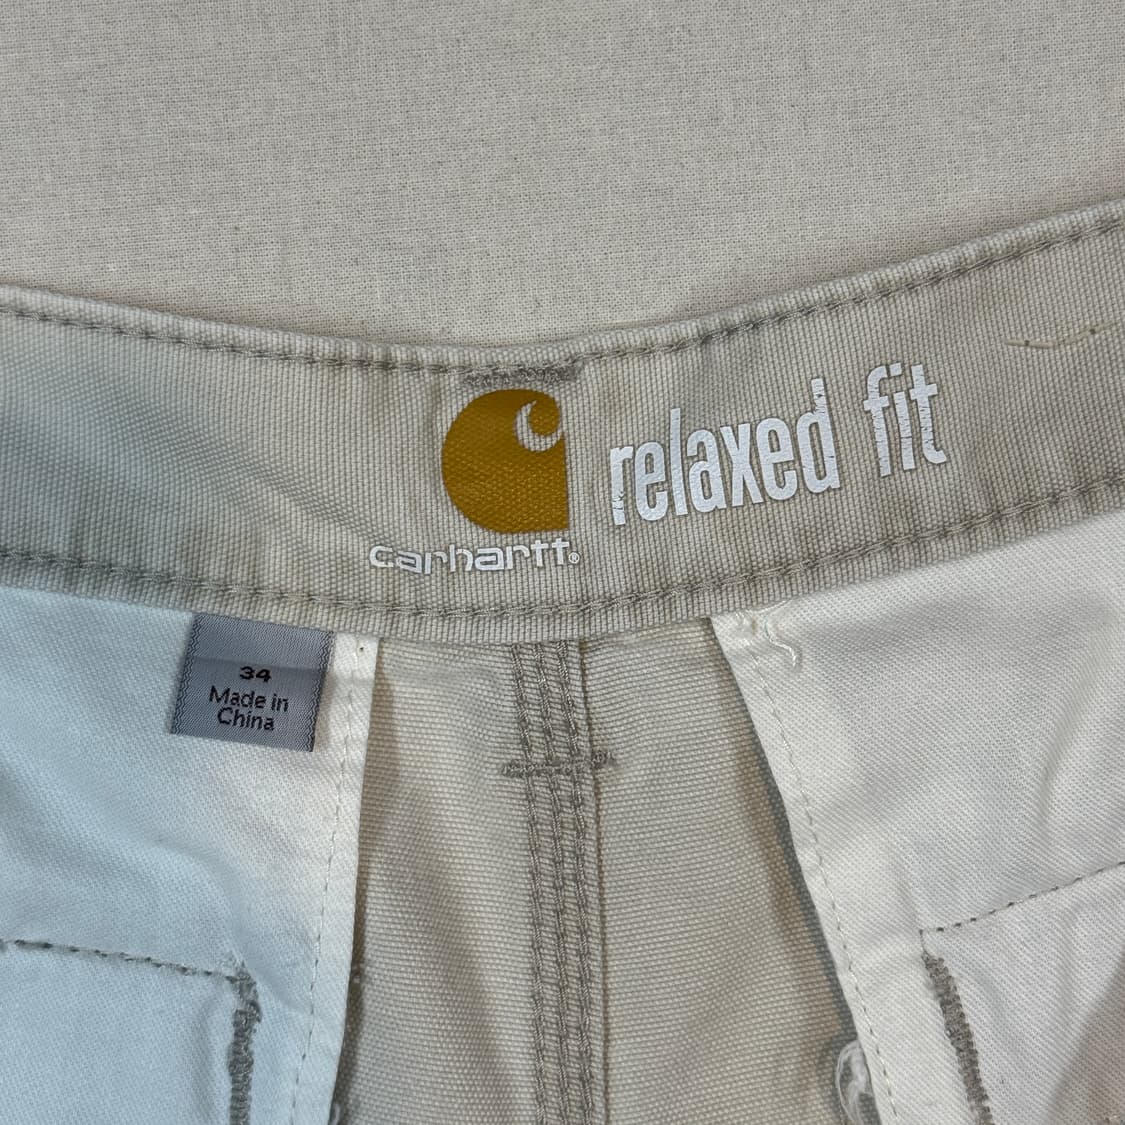 relaxed fit
carhartt®
34
Made in
China